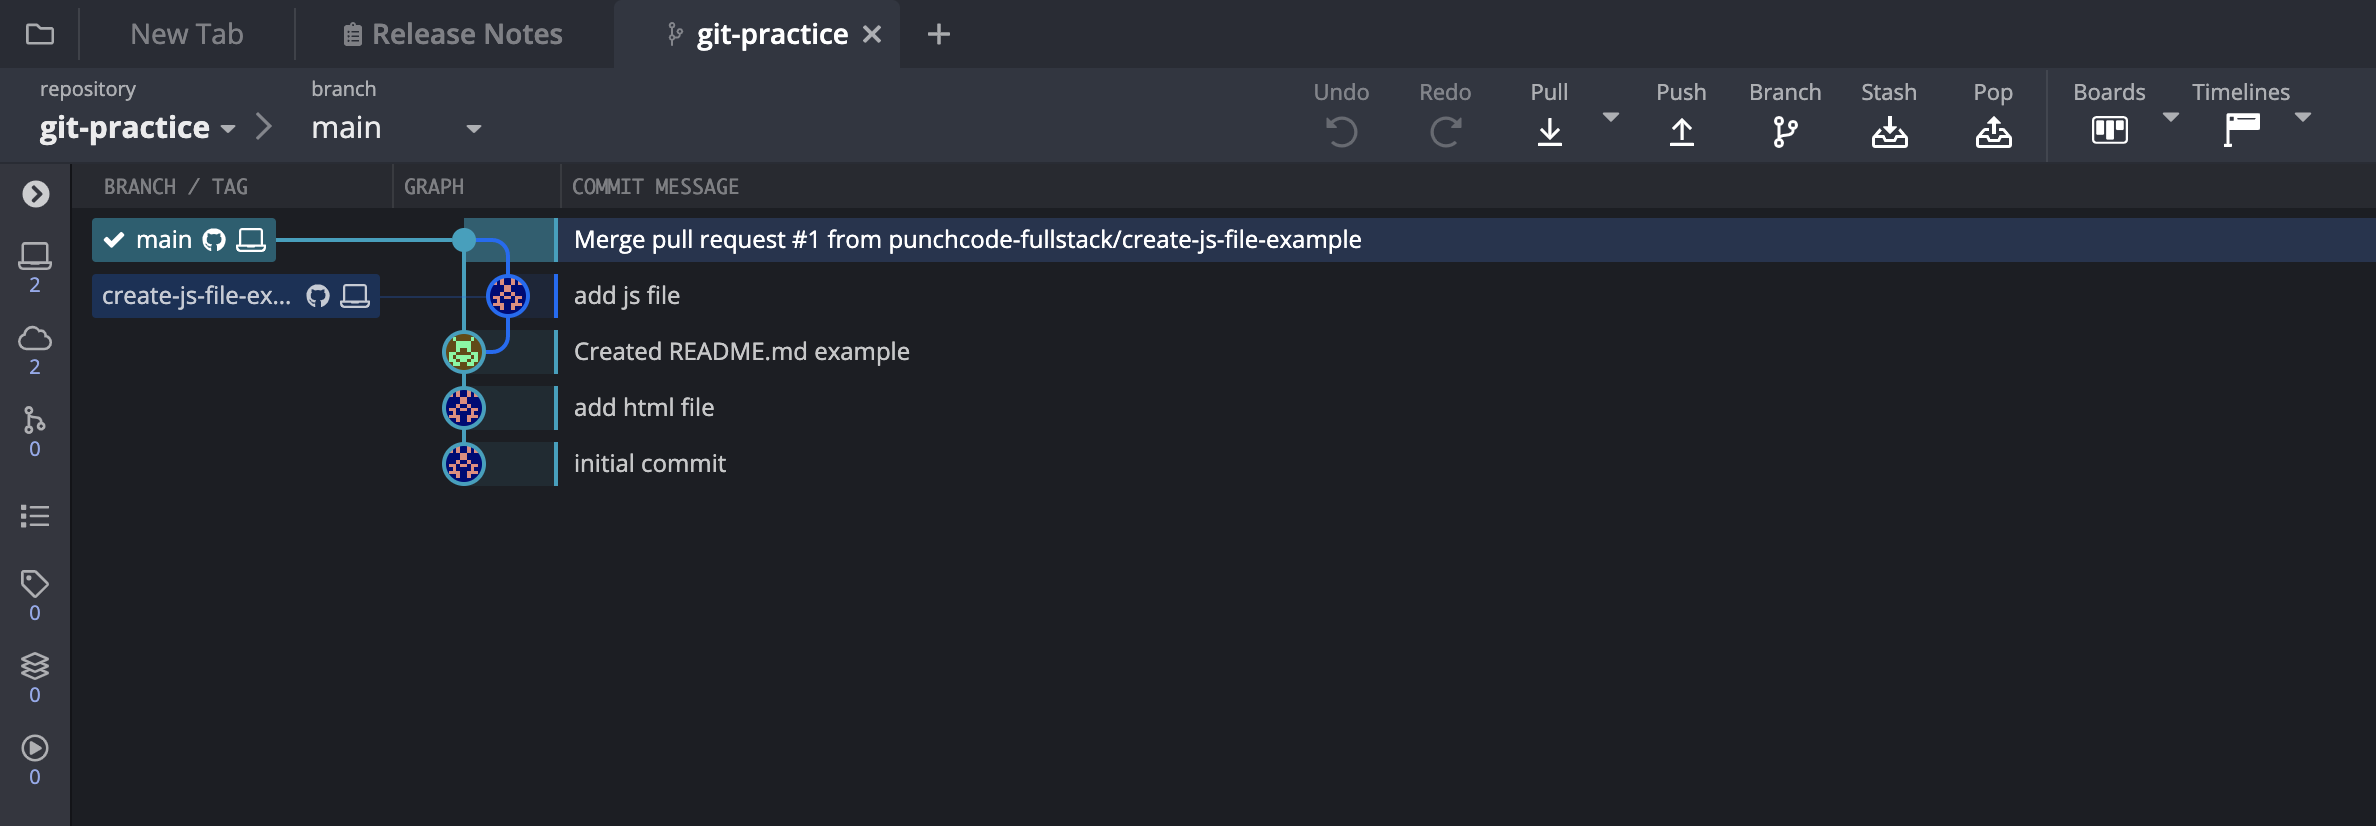 New Tab
Release Notes
git-practice
repository
git-practice
branch
main
Undo
Redo
Pull
Push
Branch
Stash
Pop
Boards
Timelines
BRANCH / TAG
GRAPH
COMMIT MESSAGE
main
Merge pull request #1 from punchcode-fullstack/create-js-file-example
create-js-file-ex...
add js file
Created README.md example
add html file
initial commit
2
2
0
0
0
0